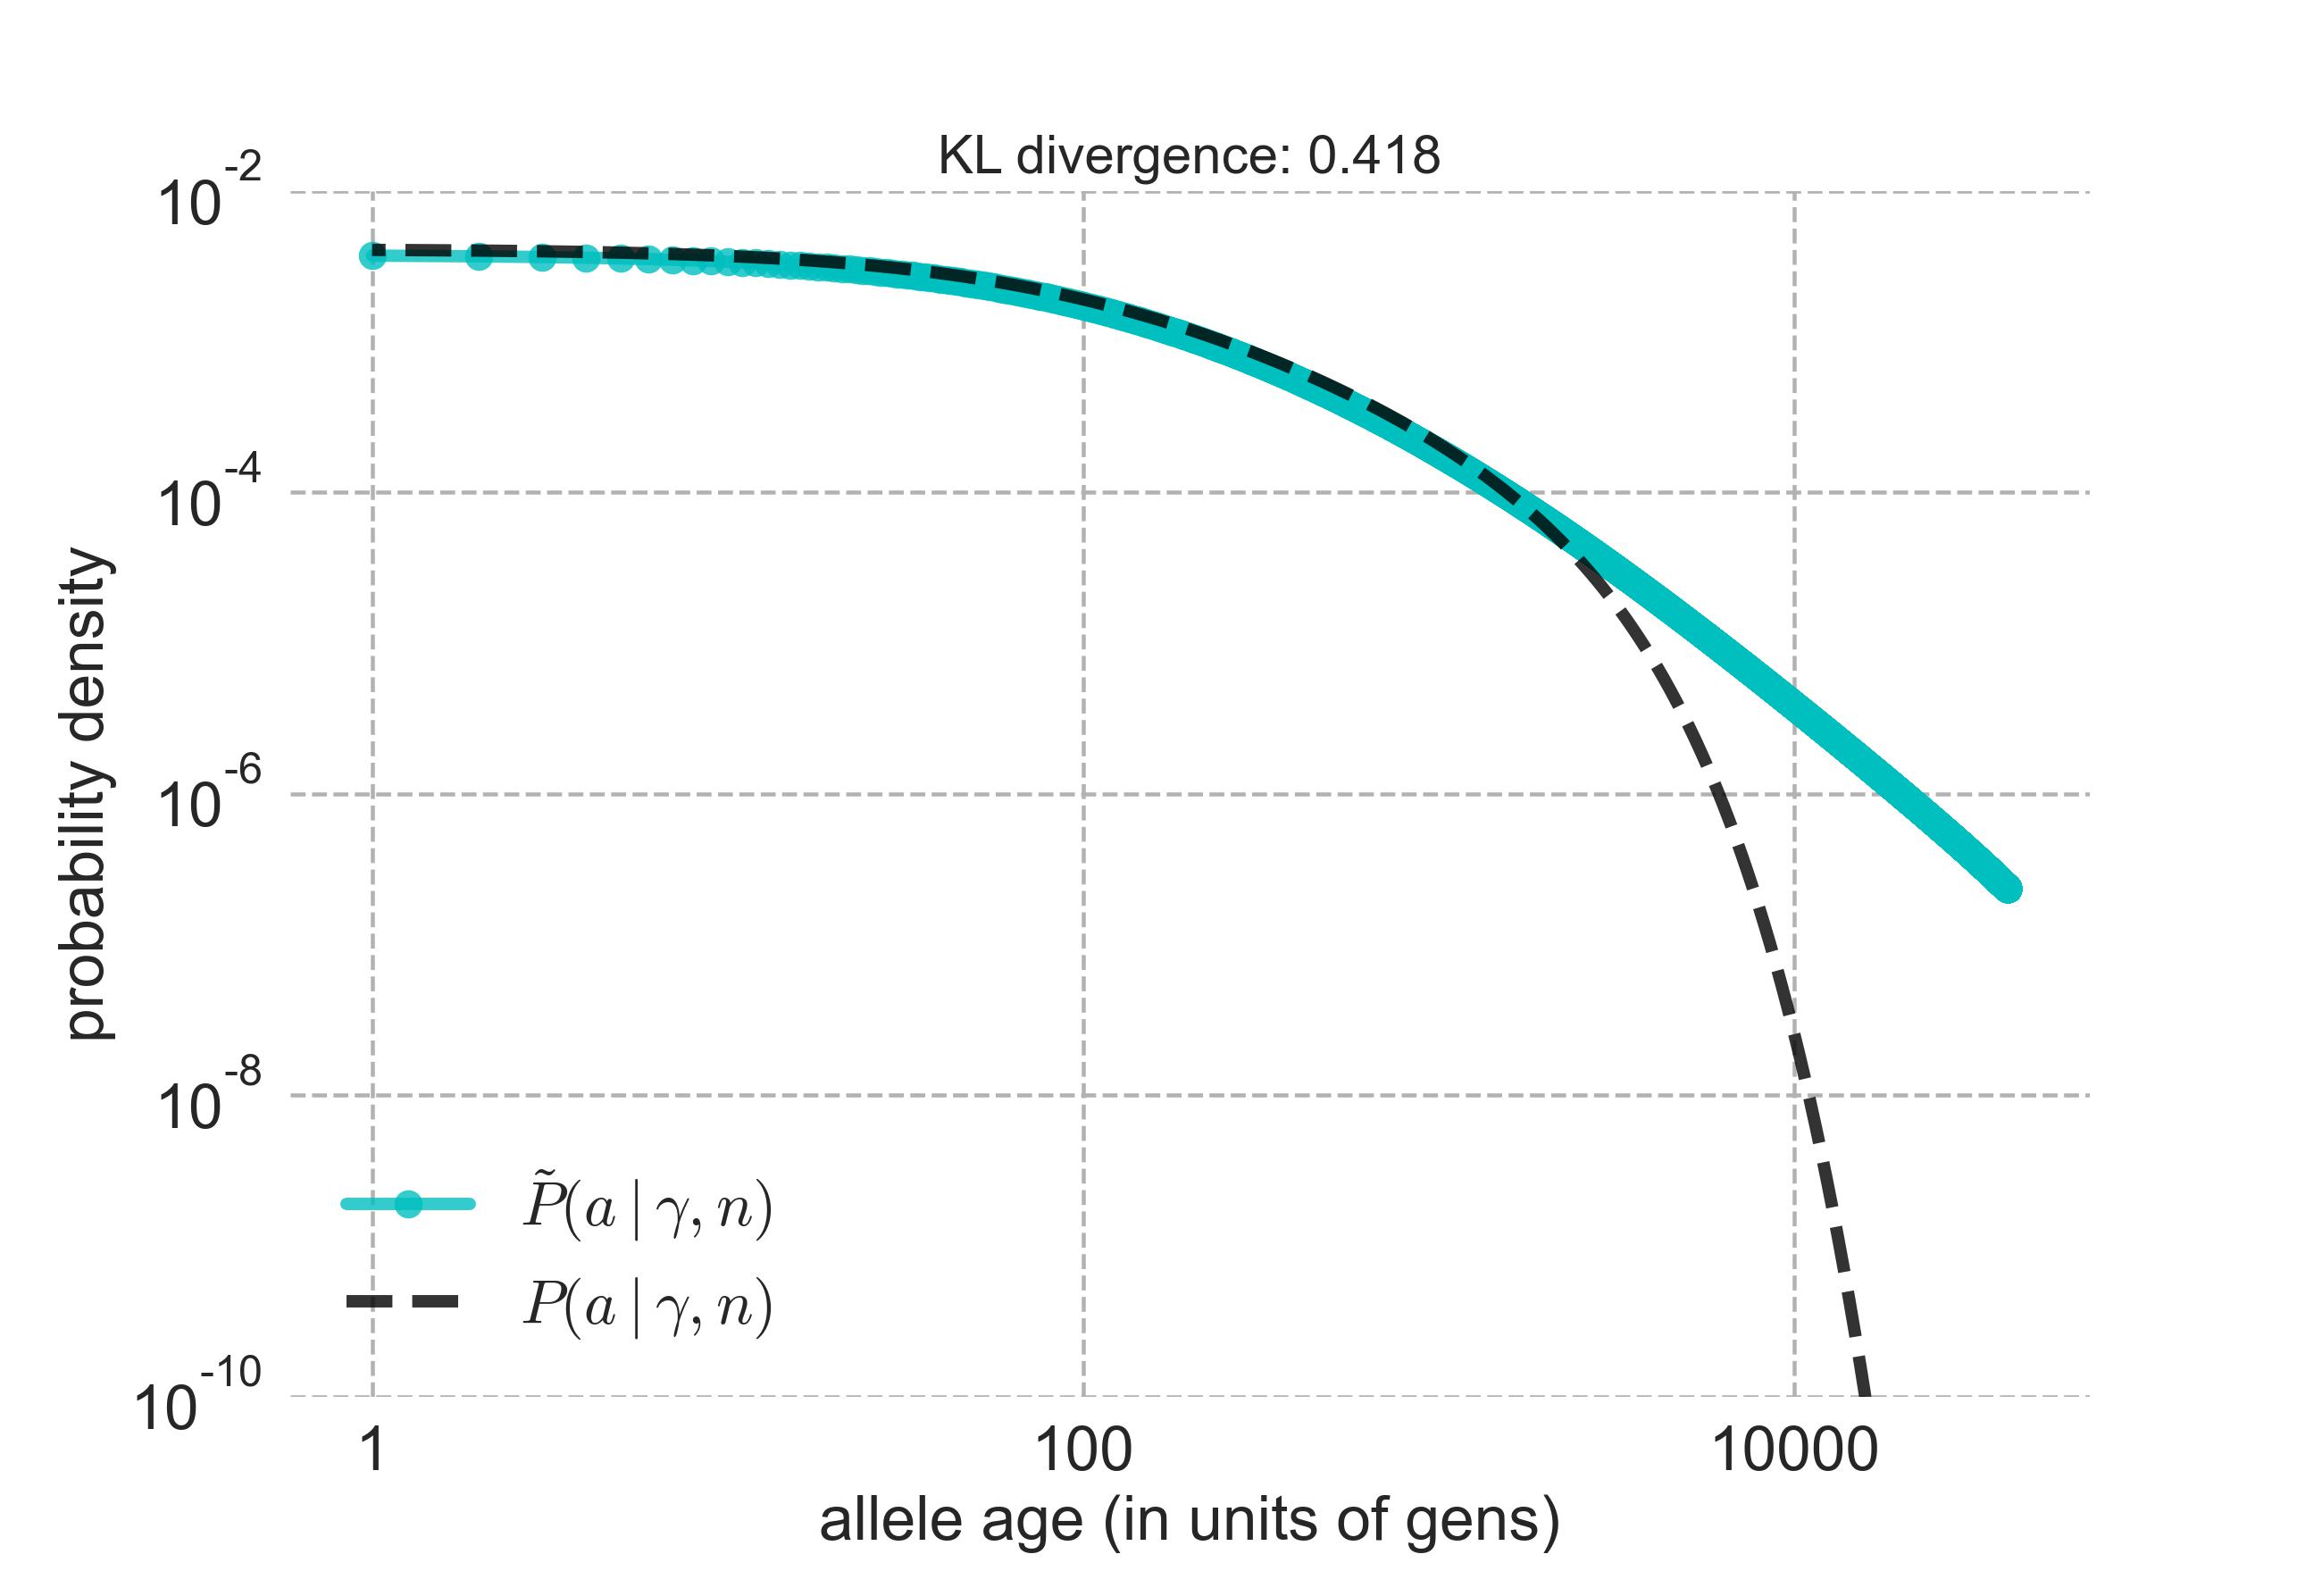 KL divergence: 0.418
10^-2
10^-4
10^-6
10^-8
10^-10
probability density
P̃(a | γ, n)
P(a | γ, n)
1 100 10000
allele age (in units of gens)